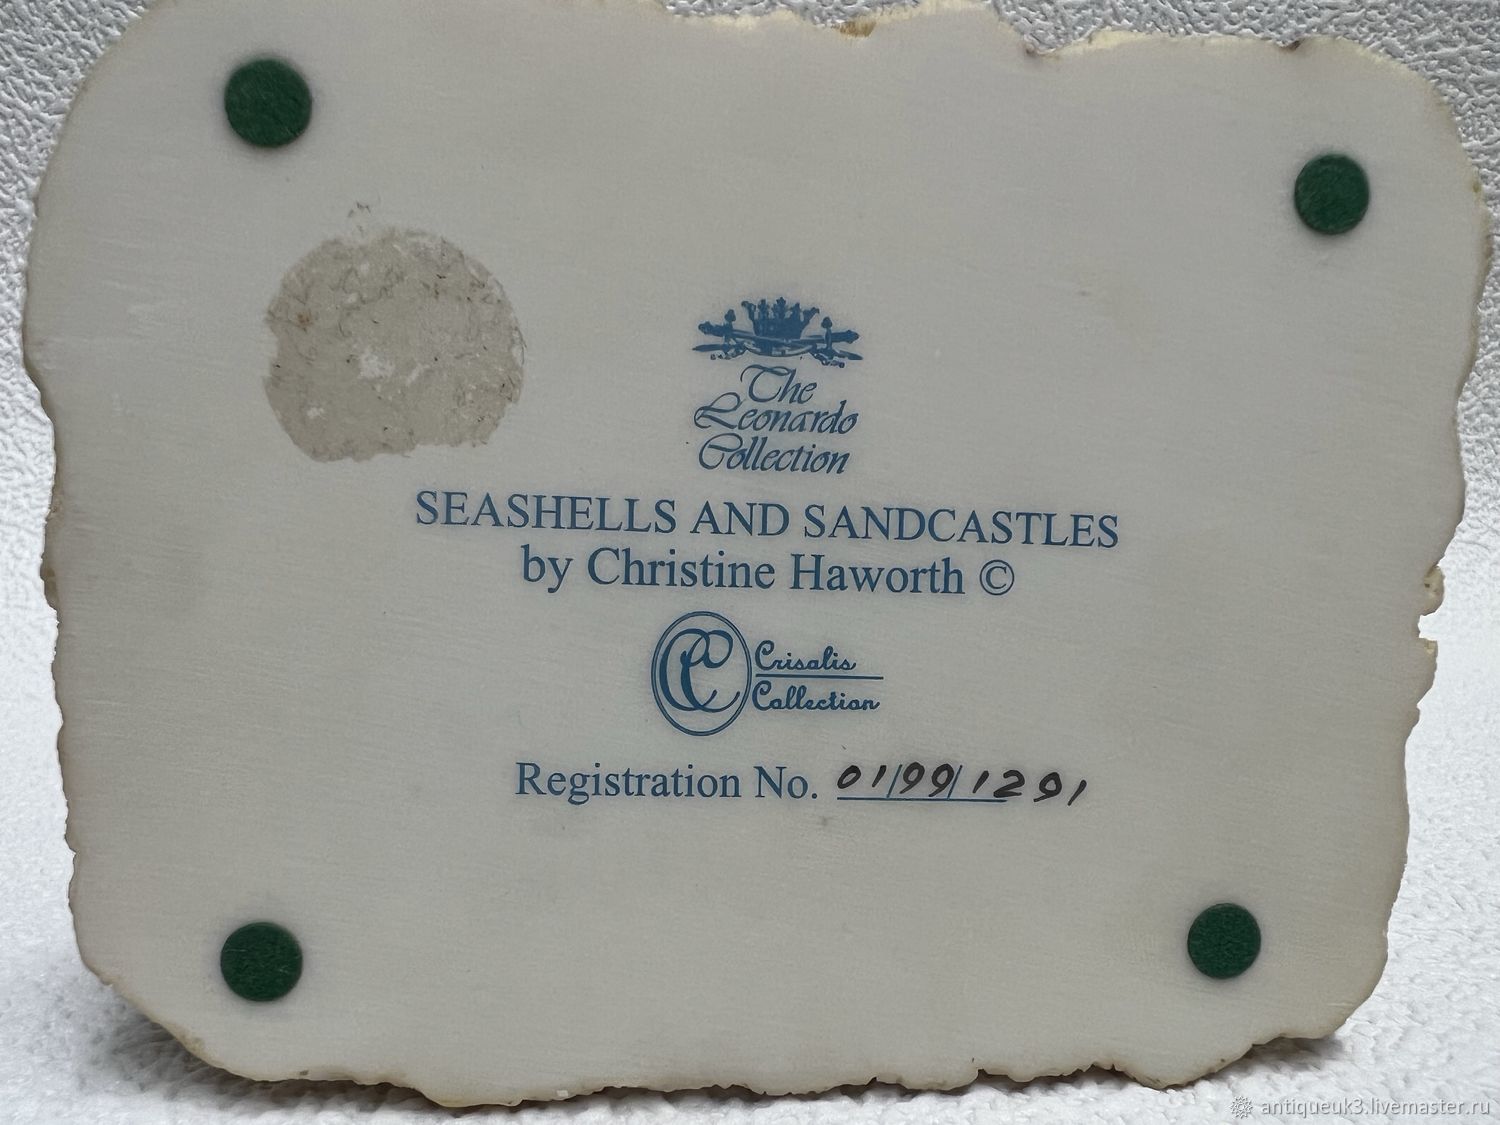 The
Leonardo
Collection
SEASHELLS AND SANDCASTLES
by Christine Haworth ©
CC
Crisalis
Collection
Registration No. 01/99/1291
antiqueuk3.livemaster.ru